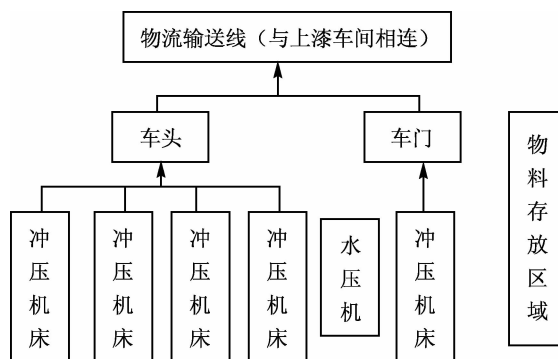 物流输送线（与上漆车间相连）
车头
车门
冲压机床
冲压机床
冲压机床
冲压机床
水压机
冲压机床
物料存放区域